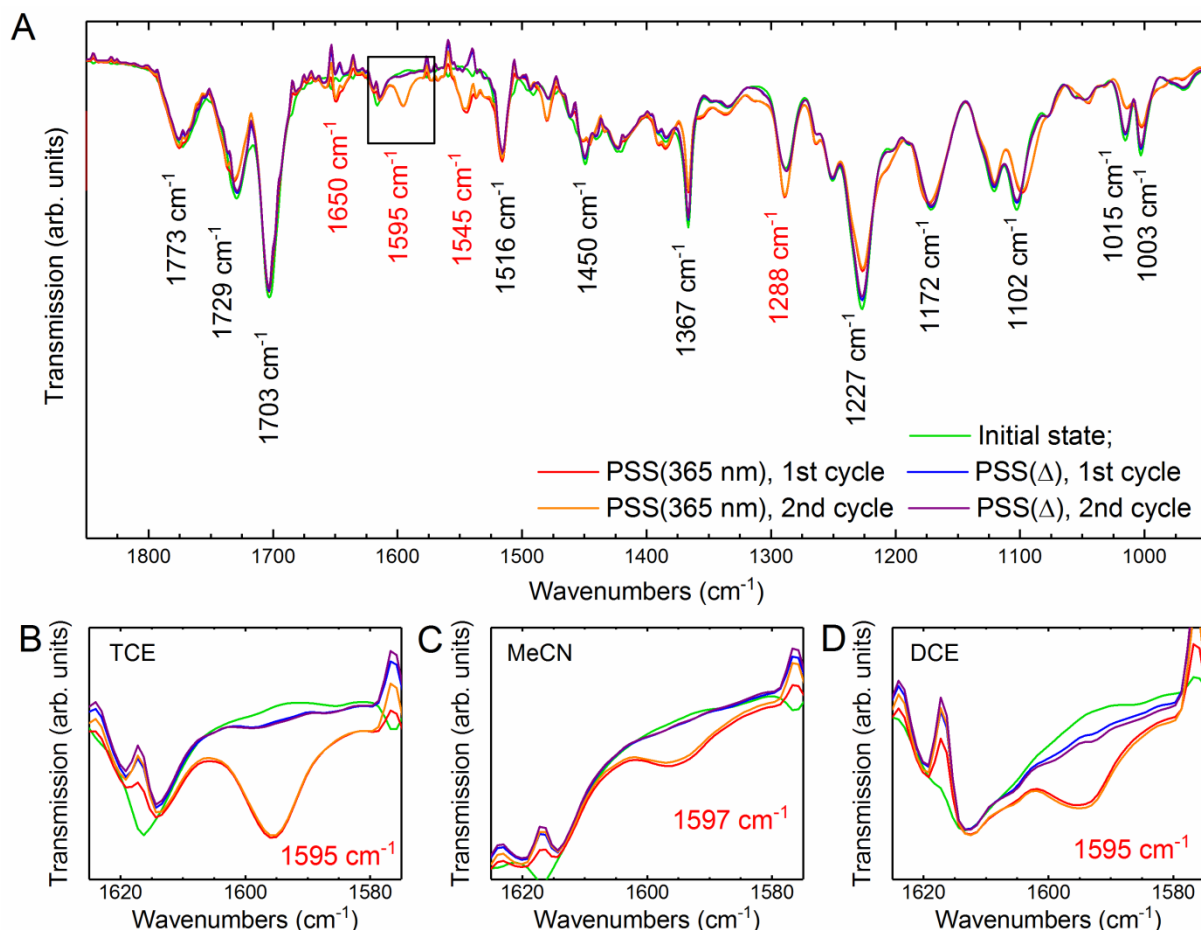 A
Transmission (arb. units)
1773 cm-1
1729 cm-1
1703 cm-1
1650 cm-1
1595 cm-1
1545 cm-1
1516 cm-1
1450 cm-1
1367 cm-1
1288 cm-1
1227 cm-1
1172 cm-1
1102 cm-1
1015 cm-1
1003 cm-1
Initial state;
PSS(365 nm), 1st cycle
PSS(Δ), 1st cycle
PSS(365 nm), 2nd cycle
PSS(Δ), 2nd cycle
1800 1700 1600 1500 1400 1300 1200 1100 1000
Wavenumbers (cm-1)
B
TCE
Transmission (arb. units)
1595 cm-1
1620 1600 1580
Wavenumbers (cm-1)
C
MeCN
Transmission (arb. units)
1597 cm-1
1620 1600 1580
Wavenumbers (cm-1)
D
DCE
Transmission (arb. units)
1595 cm-1
1620 1600 1580
Wavenumbers (cm-1)